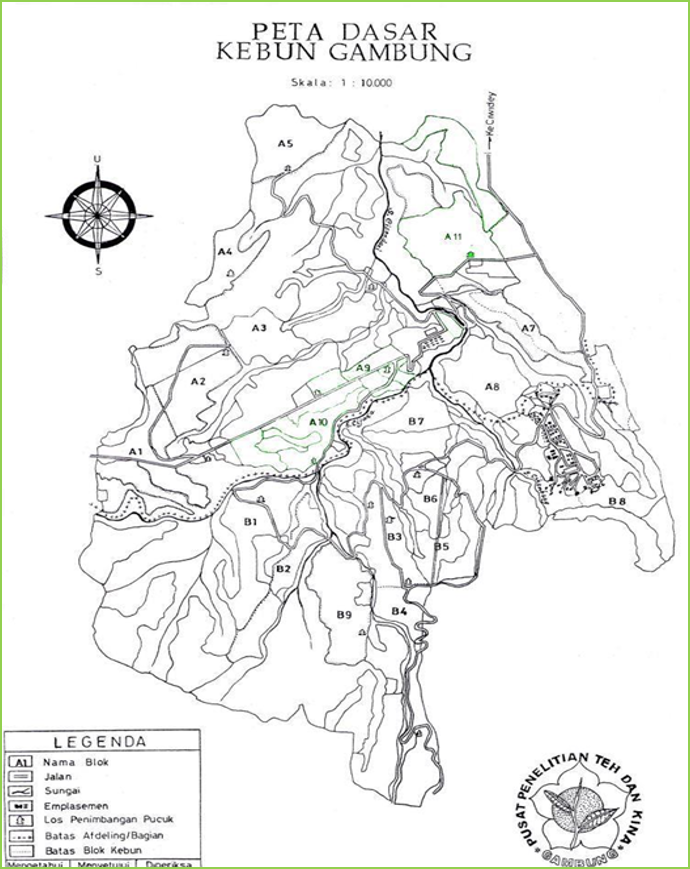 PETA DASAR
KEBUN GAMBUNG
Skala: 1 : 10.000
Ke Ciwidey
A5
U
A11
A4
S
A3
A7
A9
A2
A8
A10
B7
A1
B6
B8
B1
B3
B5
B2
B9
B4
LEGENDA
A1 Nama Blok
Jalan
Sungai
Emplasemen
Los Penimbangan Pucuk
Batas Afdeling/Bagian
Batas Blok Kebun
Mengetahui Menyetujui Diperiksa
PUSAT PENELITIAN TEH DAN KINA
GAMBUNG